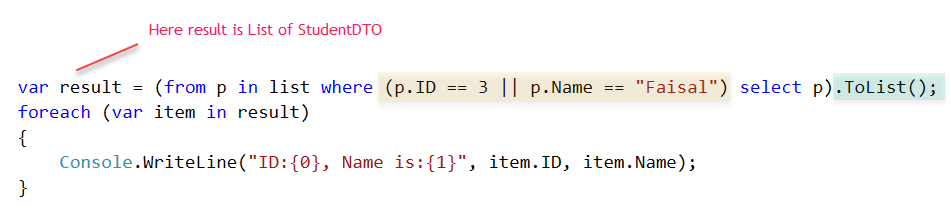 Here result is List of StudentDTO
var result = (from p in list where (p.ID == 3 || p.Name == "Faisal") select p).ToList();
foreach (var item in result)
{
    Console.WriteLine("ID:{0}, Name is:{1}", item.ID, item.Name);
}